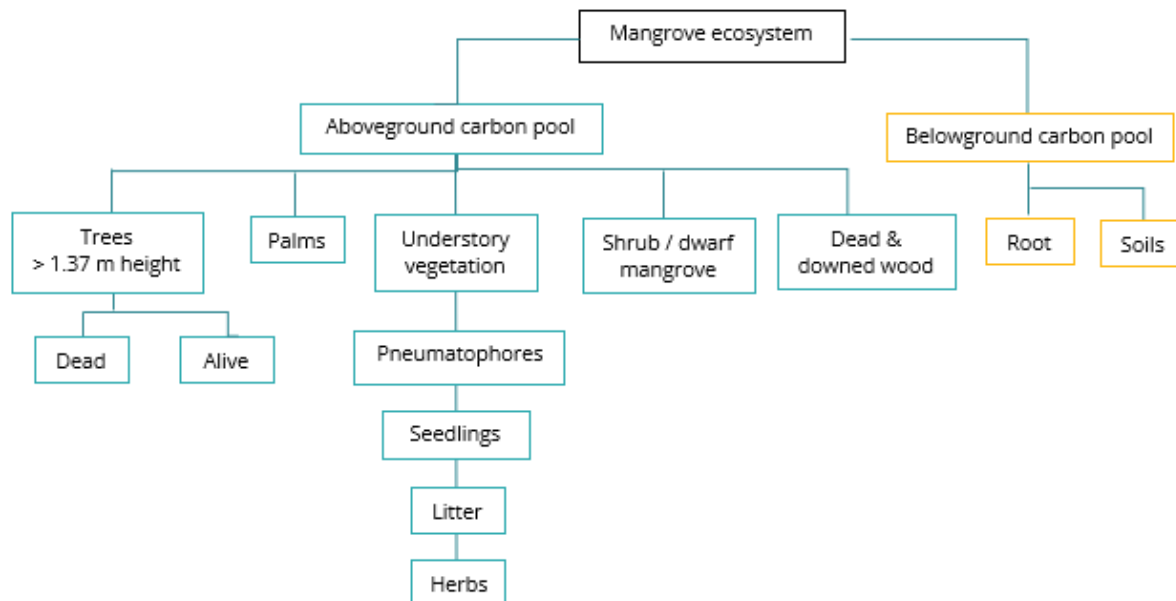 Mangrove ecosystem
Aboveground carbon pool
Belowground carbon pool
Trees
> 1.37 m height
Palms
Understory
vegetation
Shrub / dwarf
mangrove
Dead &
downed wood
Root
Soils
Dead
Alive
Pneumatophores
Seedlings
Litter
Herbs